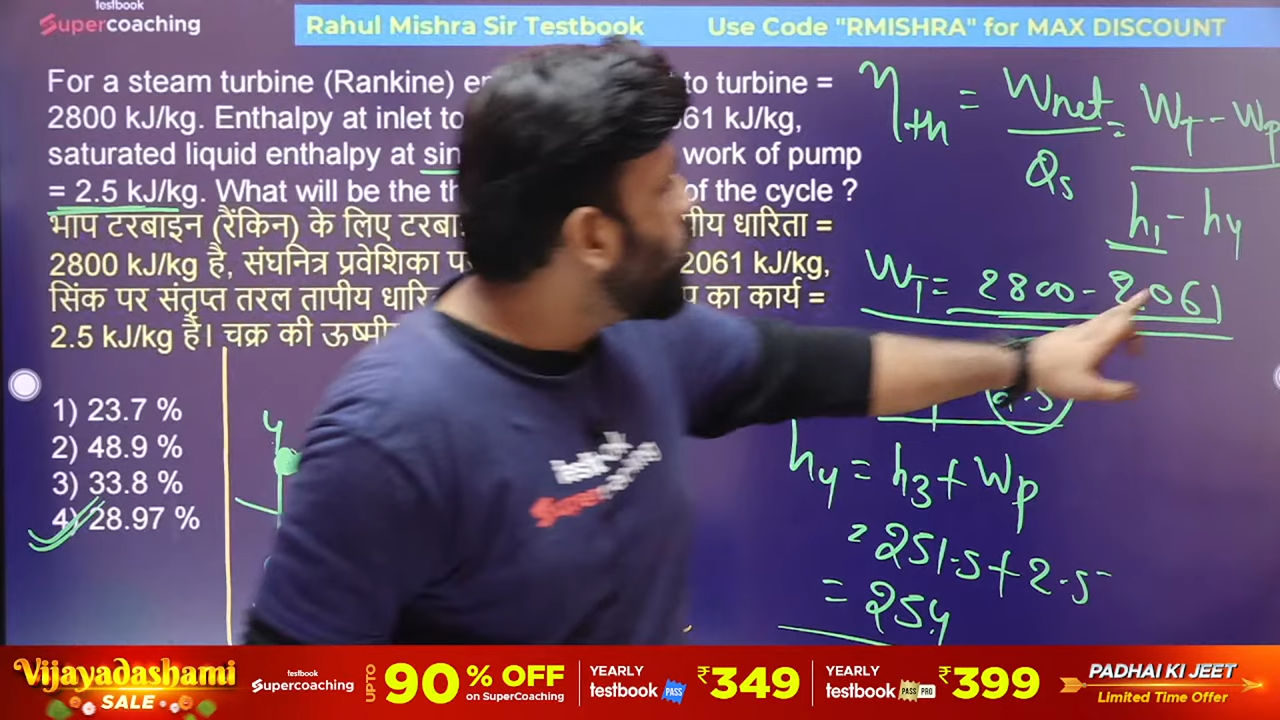 testbook
Supercoaching
Rahul Mishra Sir Testbook Use Code "RMISHRA" for MAX DISCOUNT
For a steam turbine (Rankine) to turbine =
2800 kJ/kg. Enthalpy at inlet to 61 kJ/kg,
saturated liquid enthalpy at work of pump
= 2.5 kJ/kg. What will be the of the cycle ?
भाप टरबाइन (रैंकिन) के लिए धारिता =
2800 kJ/kg है, संघनित्र प्रवेशिका 2061 kJ/kg,
सिंक पर संतृप्त तरल तापीय का कार्य =
2.5 kJ/kg है। चक्र की
1) 23.7 %
2) 48.9 %
3) 33.8 %
4) 28.97 %
4
ηth = Wnet / Qs = WT - Wp / h1 - h4
WT = 2800 - 2061
2.5
h4 = h3 + Wp
= 251.5 + 2.5
= 254
testbook
Supercoaching
Vijayadashami
SALE
testbook
Supercoaching
UPTO 90 % OFF
on SuperCoaching
YEARLY
testbook PASS
₹349
YEARLY
testbook PASS PRO
₹399
PADHAI KI JEET
Limited Time Offer